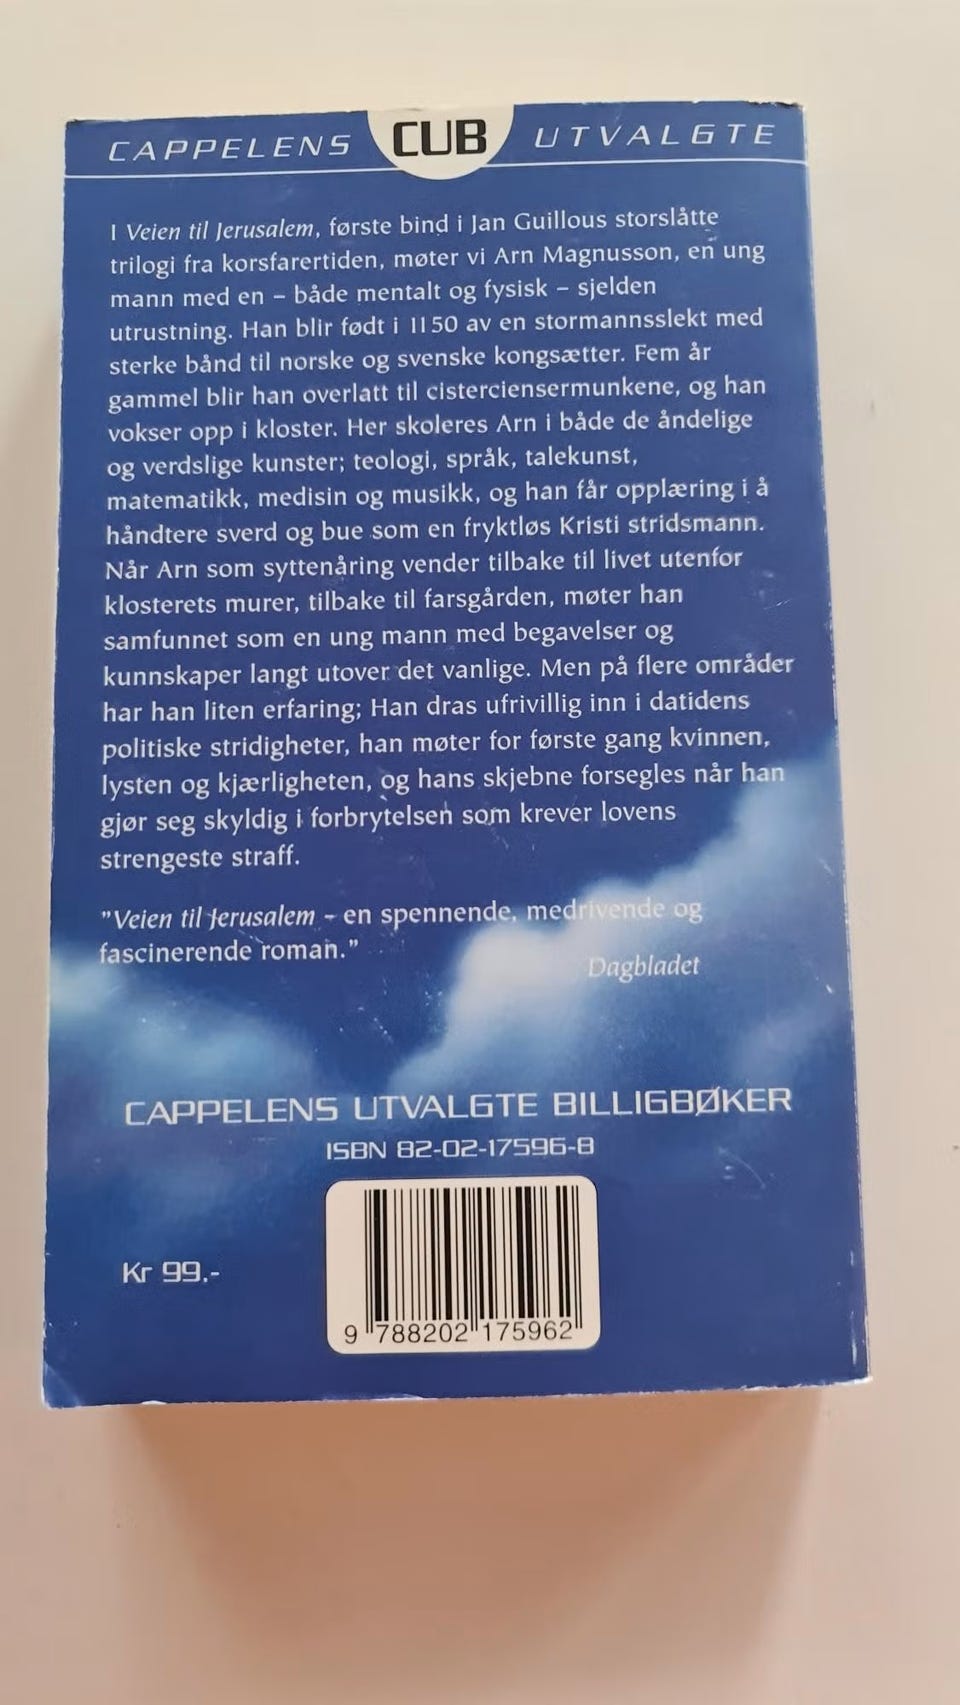 CAPPELENS CUB UTVALGTE
I Veien til Jerusalem, første bind i Jan Guillous storslåtte
trilogi fra korsfarertiden, møter vi Arn Magnusson, en ung
mann med en – både mentalt og fysisk – sjelden
utrustning. Han blir født i 1150 av en stormannsslekt med
sterke bånd til norske og svenske kongsætter. Fem år
gammel blir han overlatt til cisterciensermunkene, og han
vokser opp i kloster. Her skoleres Arn i både de åndelige
og verdslige kunster; teologi, språk, talekunst,
matematikk, medisin og musikk, og han får opplæring i å
håndtere sverd og bue som en fryktløs Kristi stridsmann.
Når Arn som syttenåring vender tilbake til livet utenfor
klosterets murer, tilbake til farsgården, møter han
samfunnet som en ung mann med begavelser og
kunnskaper langt utover det vanlige. Men på flere områder
har han liten erfaring; Han dras ufrivillig inn i datidens
politiske stridigheter, han møter for første gang kvinnen,
lysten og kjærligheten, og hans skjebne forsegles når han
gjør seg skyldig i forbrytelsen som krever lovens
strengeste straff.
"Veien til Jerusalem – en spennende, medrivende og
fascinerende roman."
Dagbladet
CAPPELENS UTVALGTE BILLIGBØKER
ISBN 82-02-17596-8
Kr 99,-
9 788202 175962